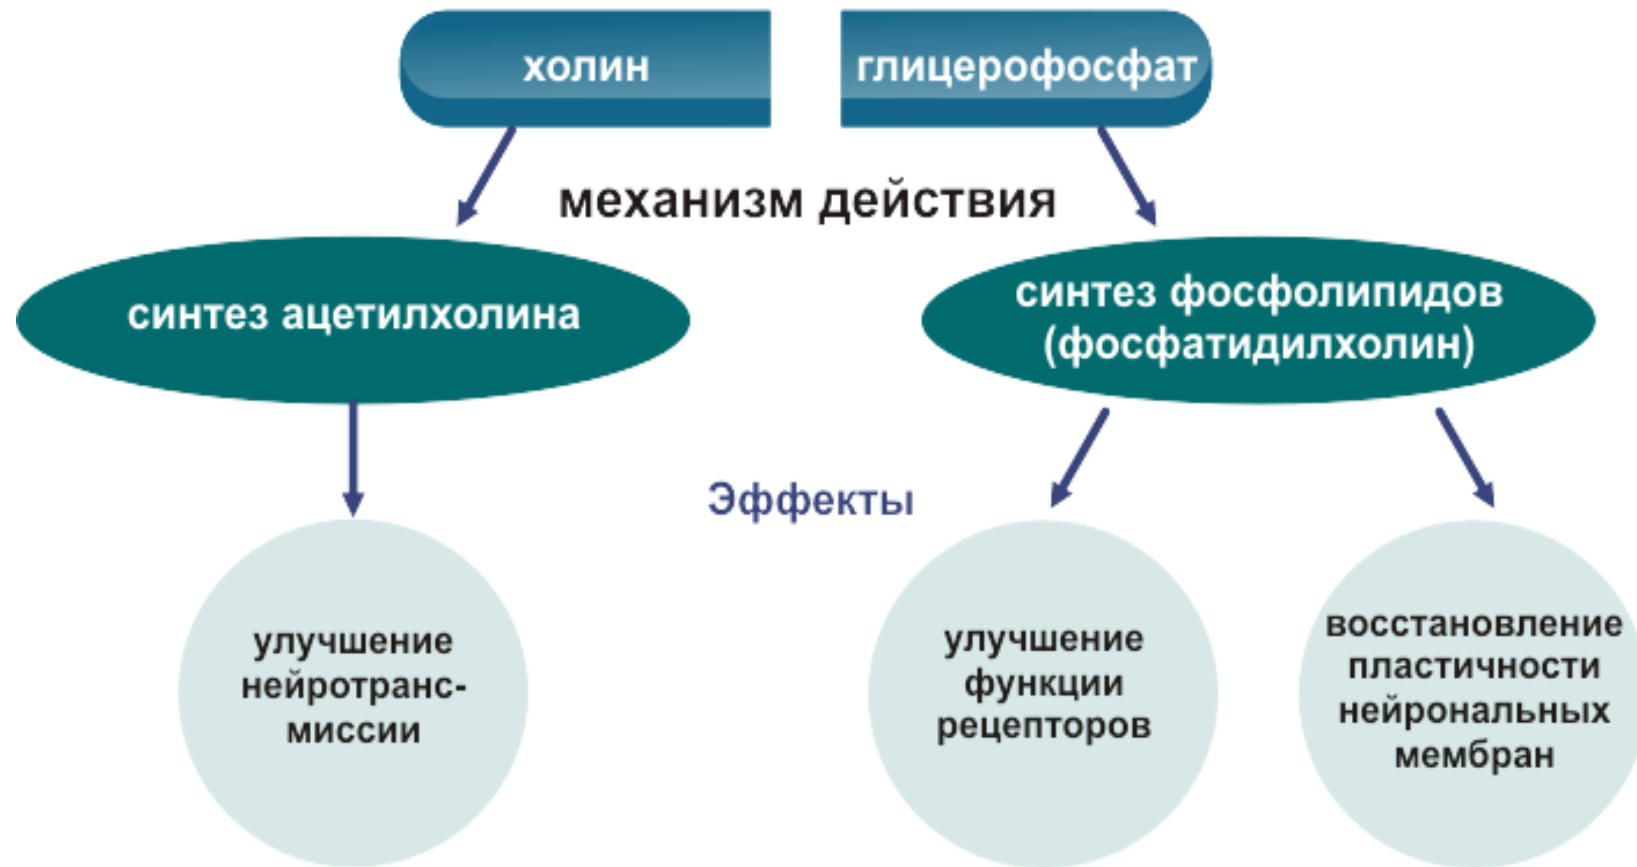 холин
глицерофосфат
механизм действия
синтез ацетилхолина
синтез фосфолипидов
(фосфатидилхолин)
Эффекты
улучшение
нейротранс-
миссии
улучшение
функции
рецепторов
восстановление
пластичности
нейрональных
мембран